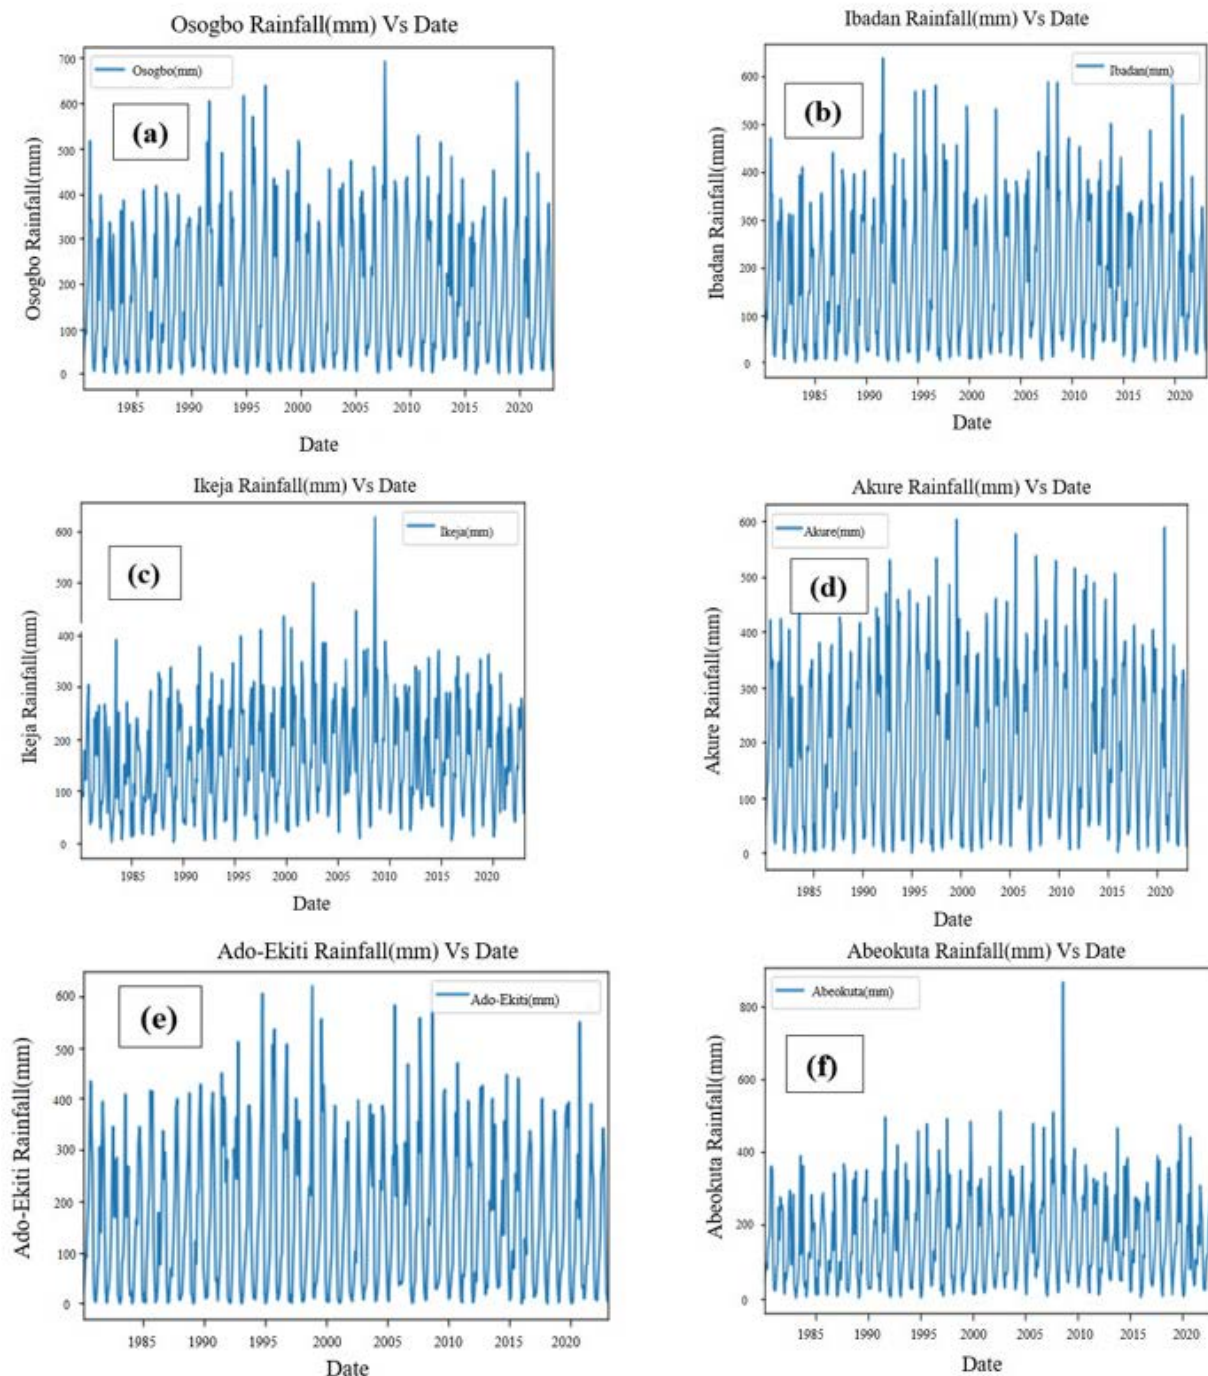 Osogbo Rainfall(mm) Vs Date
Osogbo(mm)
(a)
Osogbo Rainfall(mm)
700
600
500
400
300
200
100
0
1985 1990 1995 2000 2005 2010 2015 2020
Date
Ibadan Rainfall(mm) Vs Date
Ibadan(mm)
(b)
Ibadan Rainfall(mm)
600
500
400
300
200
100
0
1985 1990 1995 2000 2005 2010 2015 2020
Date
Ikeja Rainfall(mm) Vs Date
Ikeja(mm)
(c)
Ikeja Rainfall(mm)
600
500
400
300
200
100
0
1985 1990 1995 2000 2005 2010 2015 2020
Date
Akure Rainfall(mm) Vs Date
Akure(mm)
(d)
Akure Rainfall(mm)
600
500
400
300
200
100
0
1985 1990 1995 2000 2005 2010 2015 2020
Date
Ado-Ekiti Rainfall(mm) Vs Date
Ado-Ekiti(mm)
(e)
Ado-Ekiti Rainfall(mm)
600
500
400
300
200
100
0
1985 1990 1995 2000 2005 2010 2015 2020
Date
Abeokuta Rainfall(mm) Vs Date
Abeokuta(mm)
(f)
Abeokuta Rainfall(mm)
800
600
400
200
0
1985 1990 1995 2000 2005 2010 2015 2020
Date